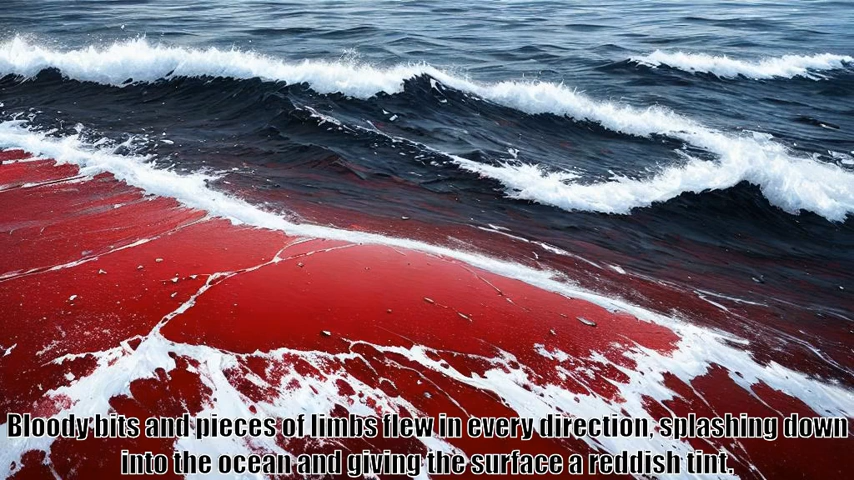 Bloody bits and pieces of limbs flew in every direction, splashing down
into the ocean and giving the surface a reddish tint.